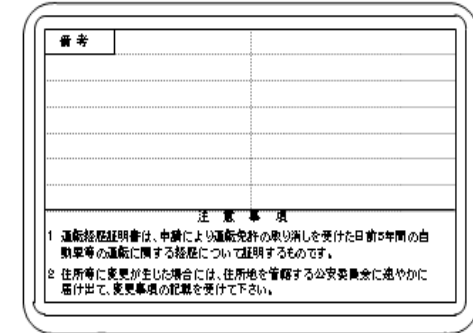 備考
注意事項
1 運転経歴証明書は、申請により運転免許の取り消しを受けた日前5年間の自
動車等の運転に関する経歴について証明するものです。
2 住所等に変更が生じた場合には、住所地を管轄する公安委員会に速やかに
届け出て、変更事項の記載を受けて下さい。